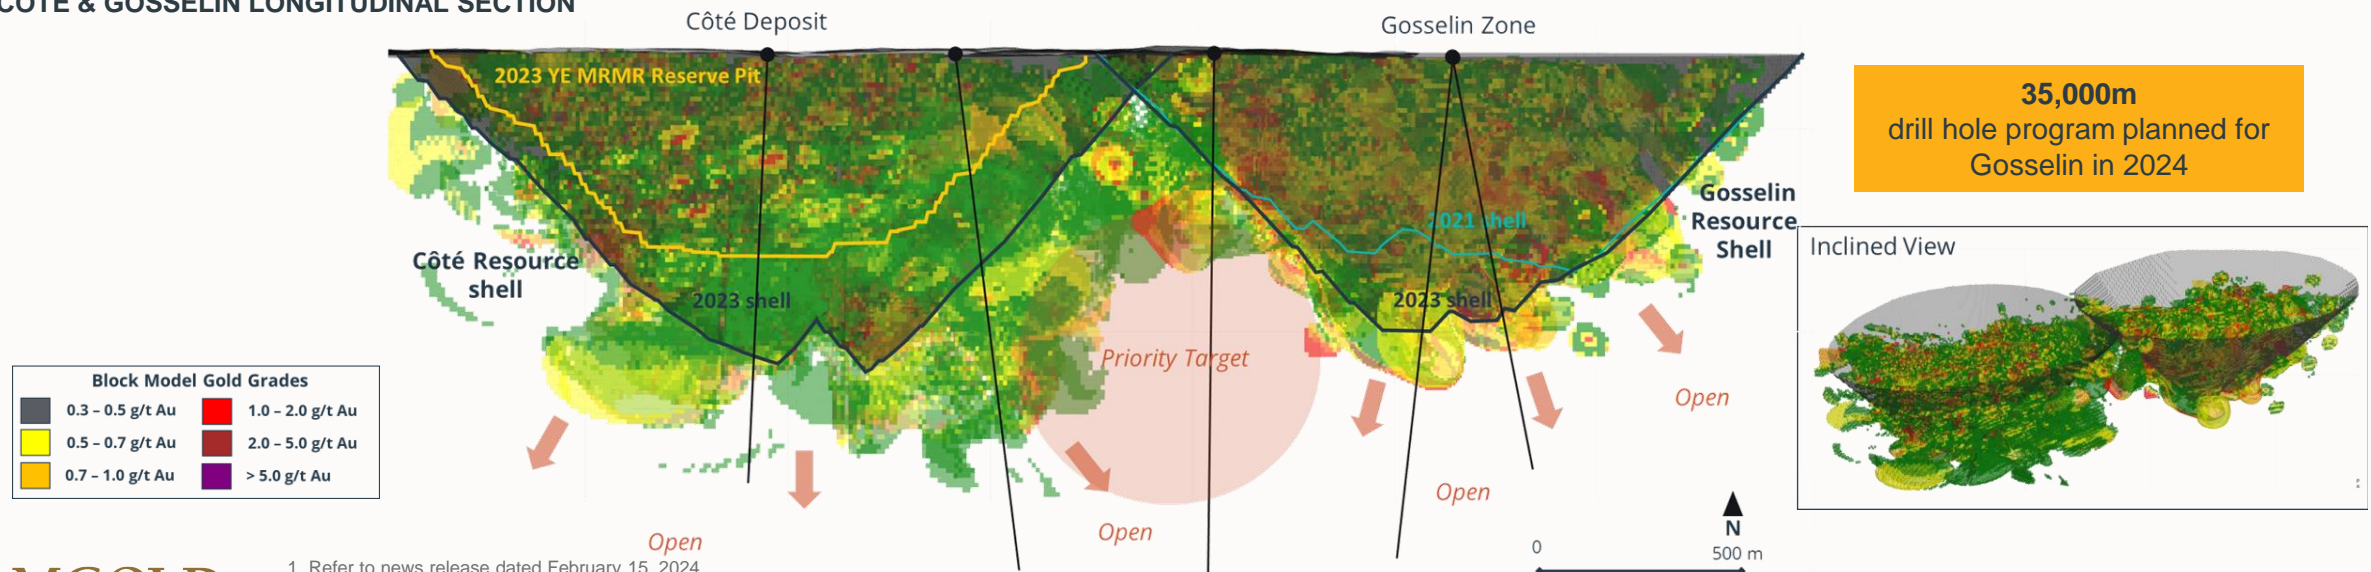 CÔTÉ & GOSSELIN LONGITUDINAL SECTION
Côté Deposit
Gosselin Zone
2023 YE MRMR Reserve Pit
35,000m
drill hole program planned for
Gosselin in 2024
Gosselin
Resource
Shell
2021 shell
Côté Resource
shell
2023 shell
2023 shell
Inclined View
Priority Target
Block Model Gold Grades
0.3 – 0.5 g/t Au
1.0 – 2.0 g/t Au
0.5 – 0.7 g/t Au
2.0 – 5.0 g/t Au
0.7 – 1.0 g/t Au
> 5.0 g/t Au
Open
Open
Open
Open
N
0
500 m
MGOLD
1. Refer to news release dated February 15, 2024